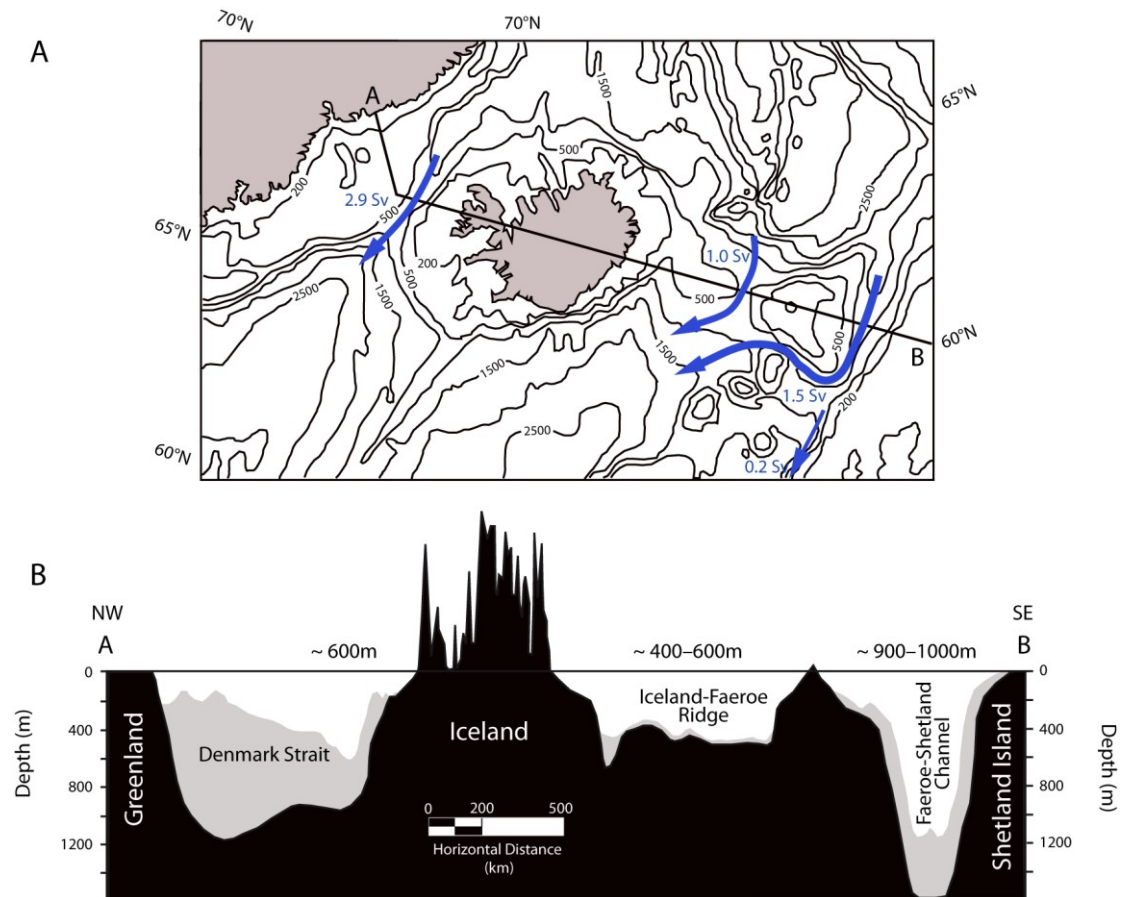 A
70°N
70°N
65°N
65°N
60°N
60°N
A
B
1500
500
2500
200
2.9 Sv
500
65°N
200
500
1.0 Sv
500
500
2500
1500
1500
1500
1.5 Sv
200
2500
0.2 Sv
B
NW
SE
A
B
~ 600m
~ 400–600m
~ 900–1000m
0
400
800
1200
Depth (m)
Greenland
Denmark Strait
Iceland
Iceland-Faeroe
Ridge
Faeroe-Shetland
Channel
Shetland Island
0
400
800
1200
Depth (m)
0 200 500
Horizontal Distance
(km)